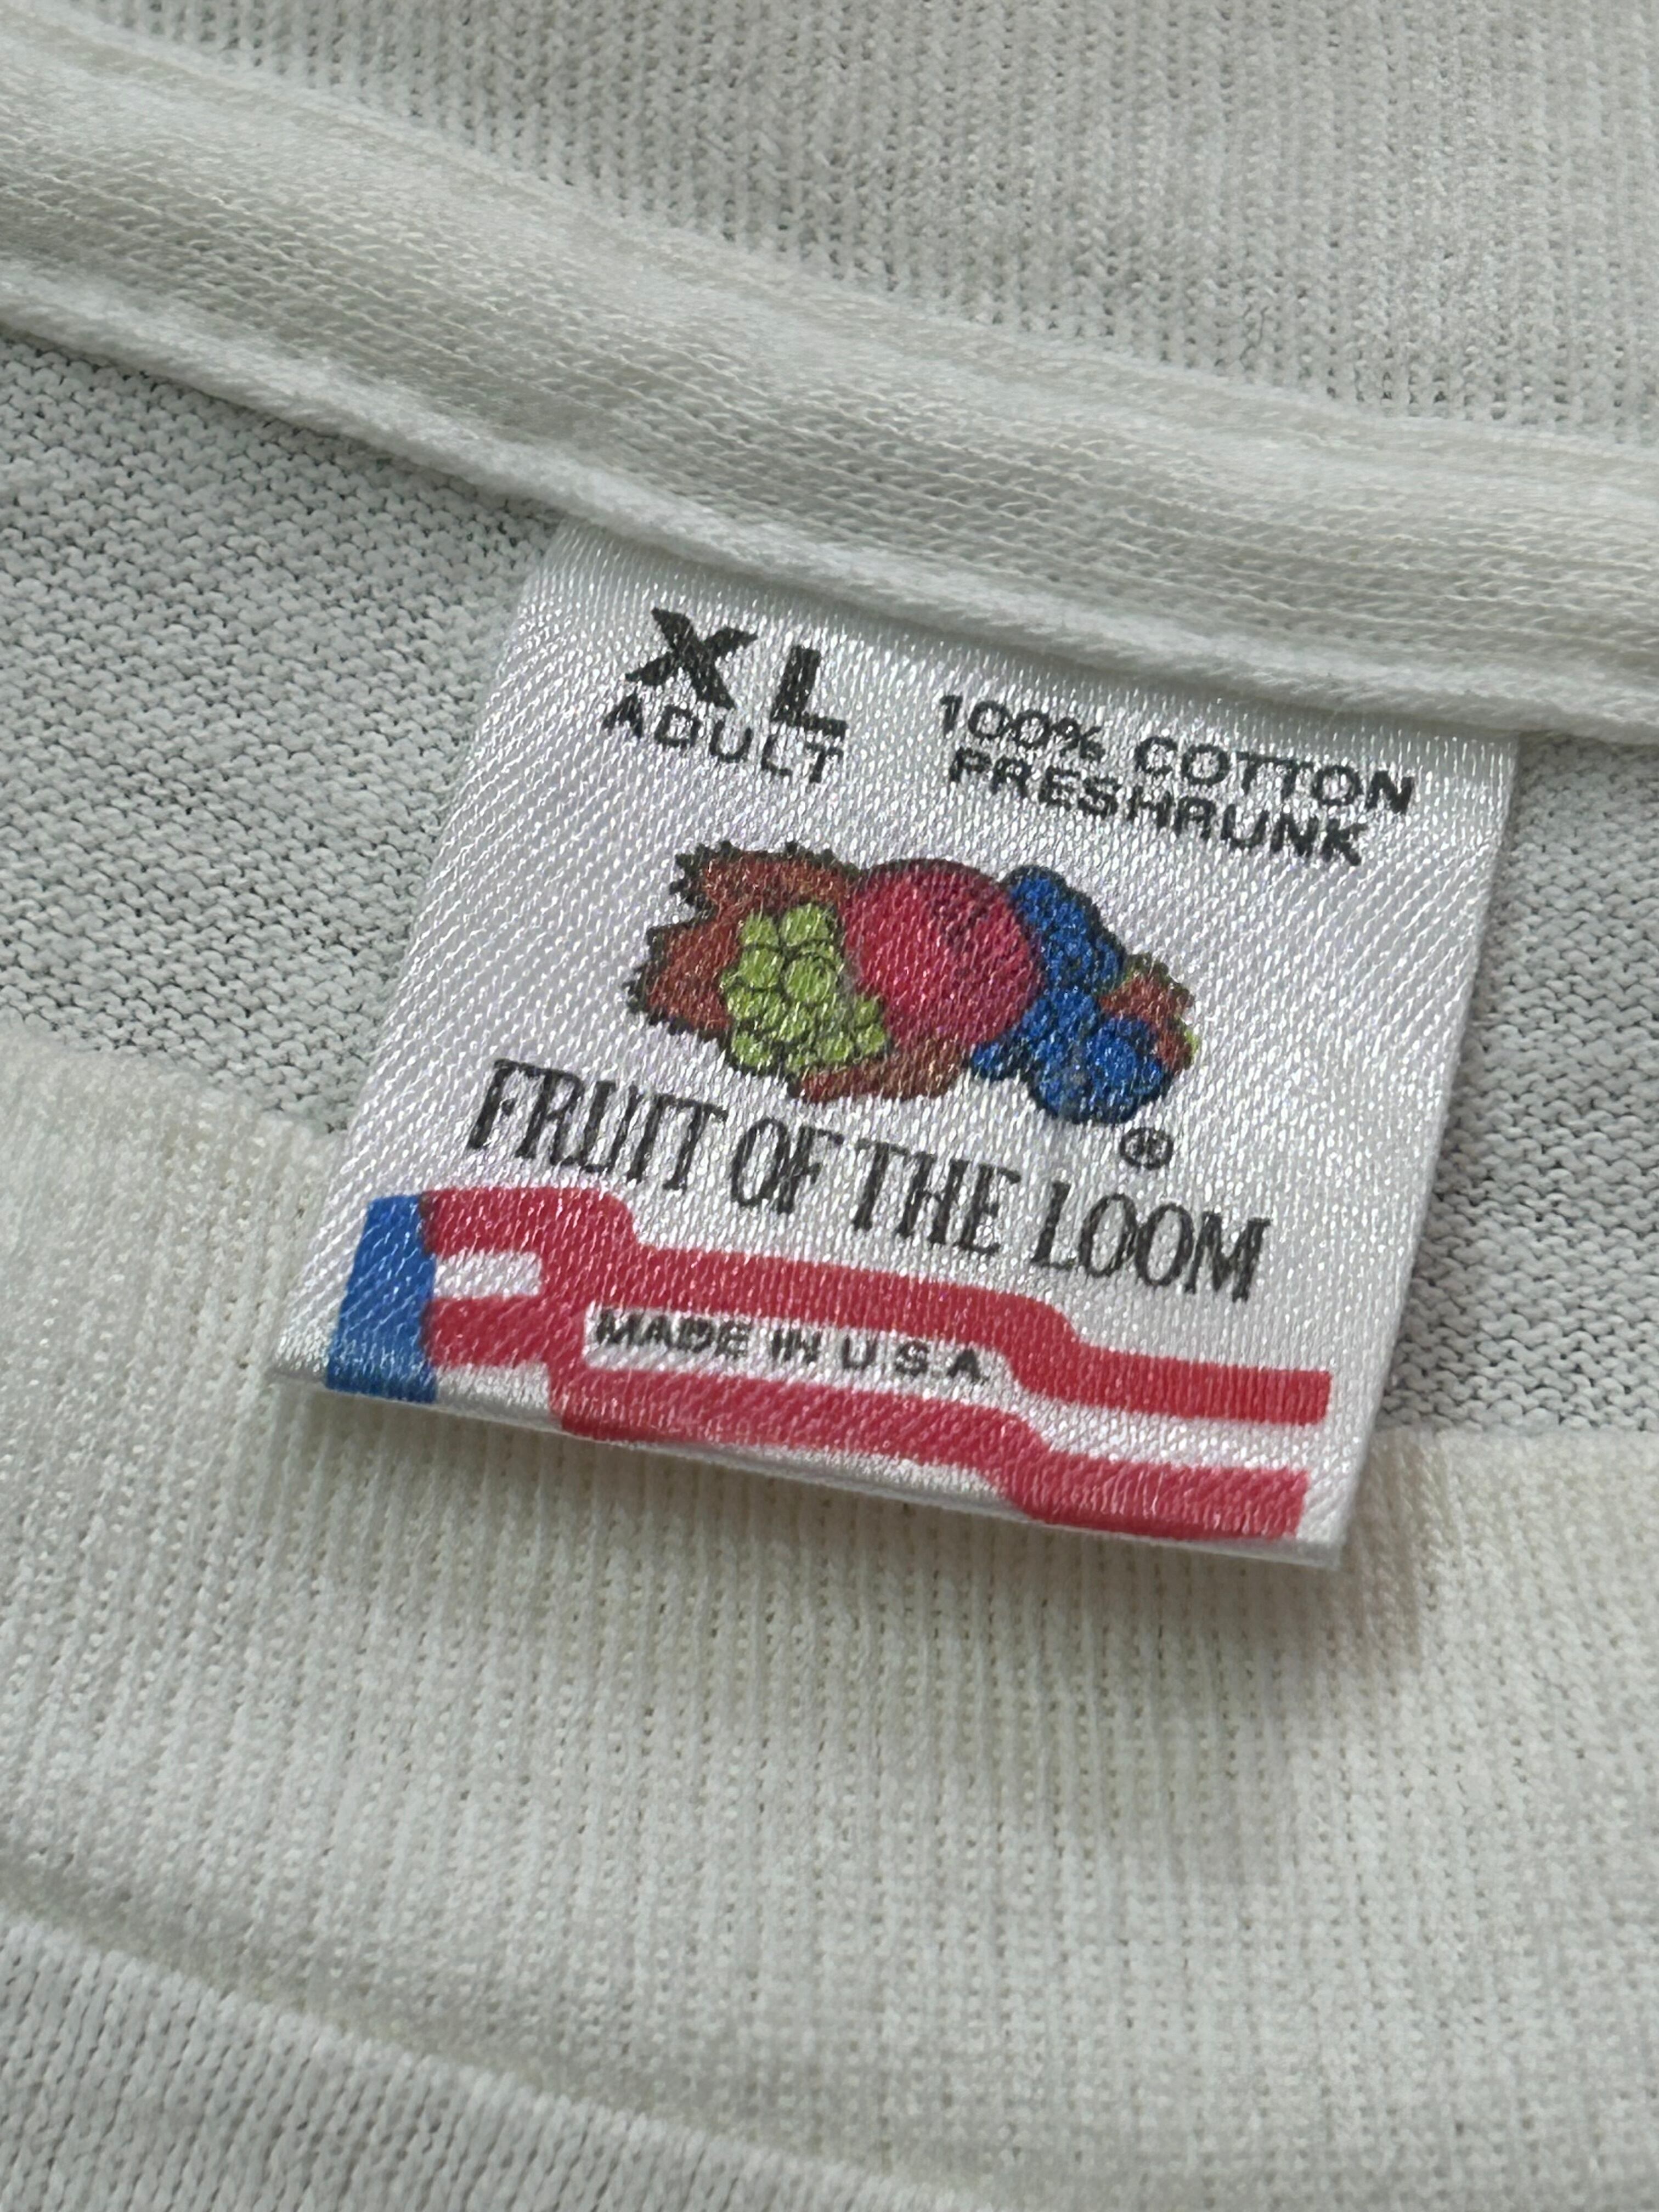 XL
ADULT
100% COTTON
PRESHRUNK
®
FRUIT OF THE LOOM
MADE IN U.S.A.